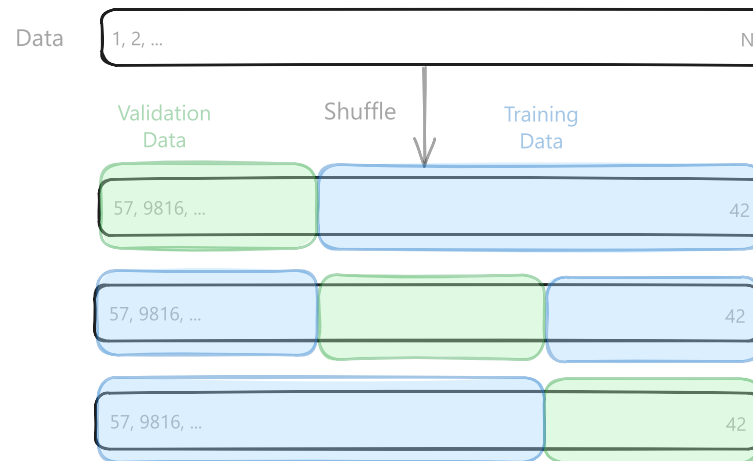 Data
1, 2, ...
N
Validation
Data
Shuffle
Training
Data
57, 9816, ...
42
57, 9816, ...
42
57, 9816, ...
42